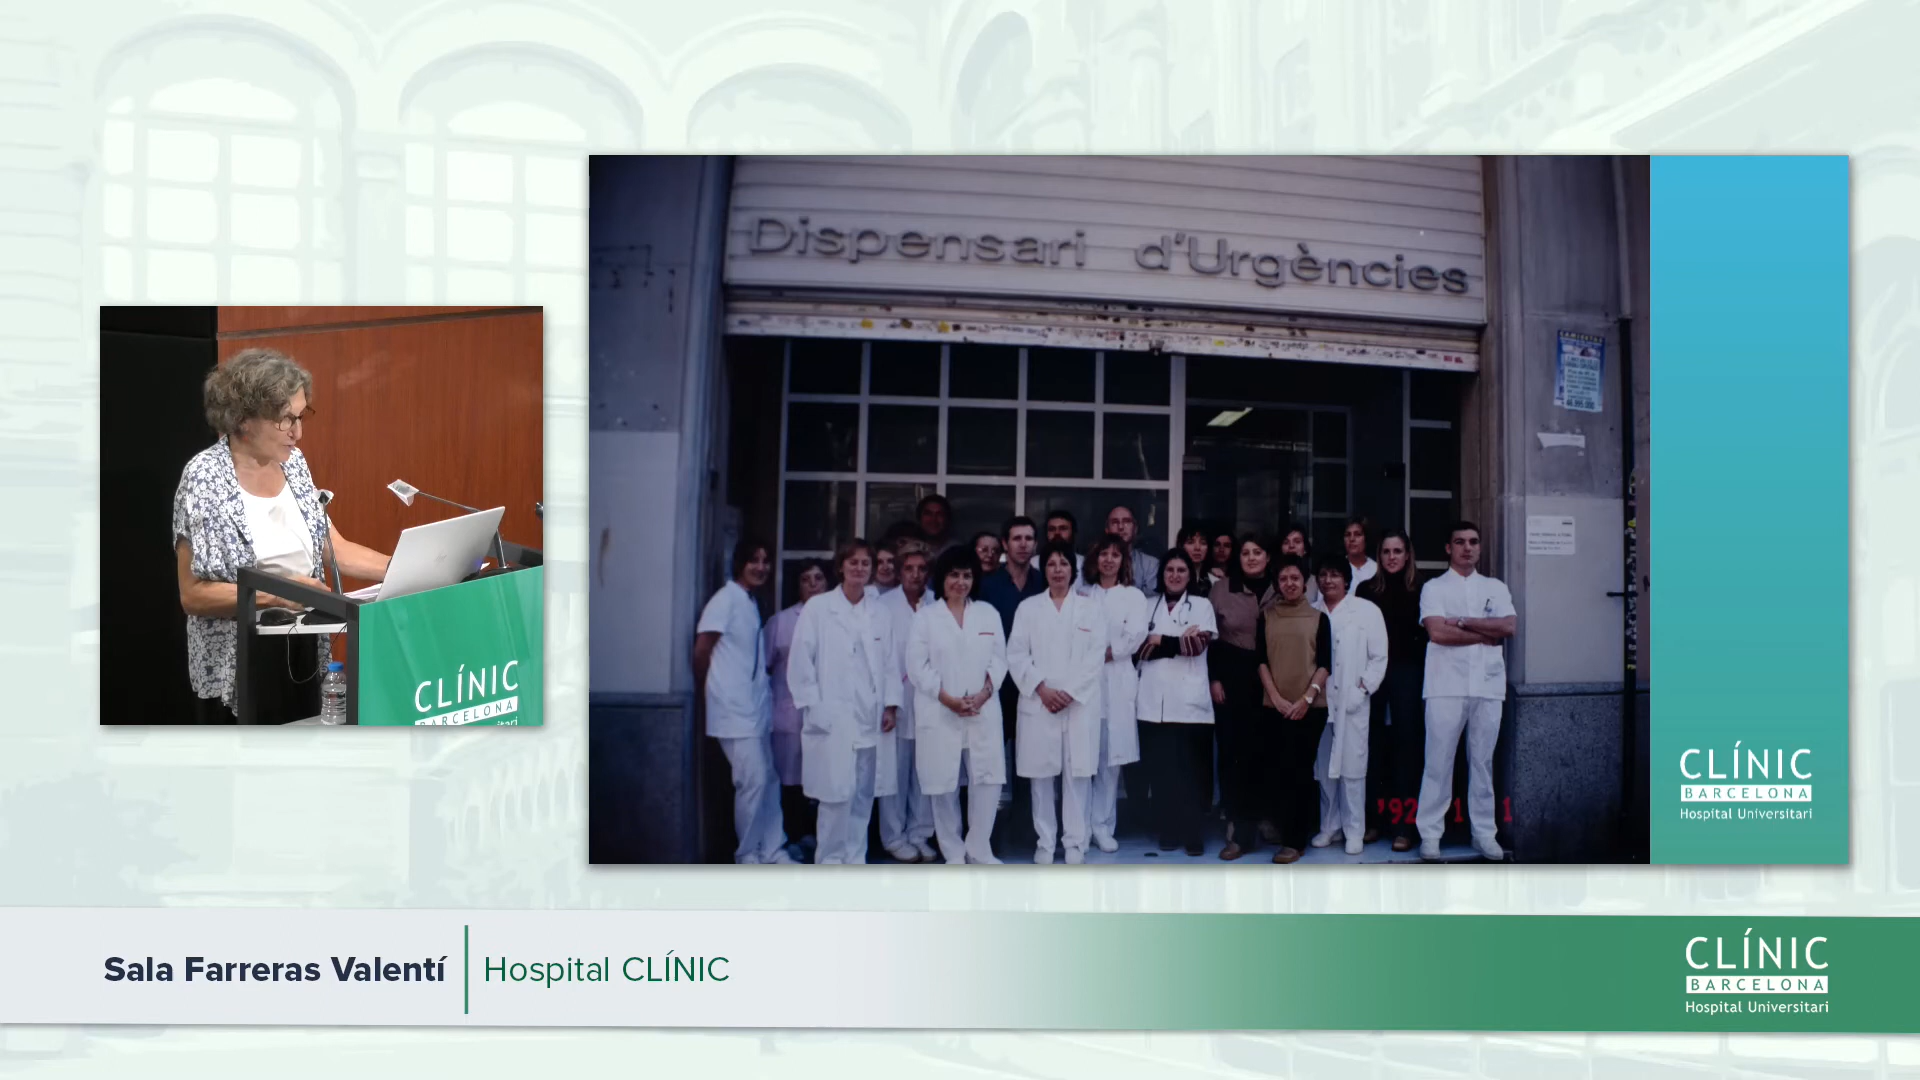 Dispensari d'Urgències
'92
CLÍNIC
BARCELONA
CLÍNIC
BARCELONA
Hospital Universitari
Sala Farreras Valentí
Hospital CLÍNIC
CLÍNIC
BARCELONA
Hospital Universitari